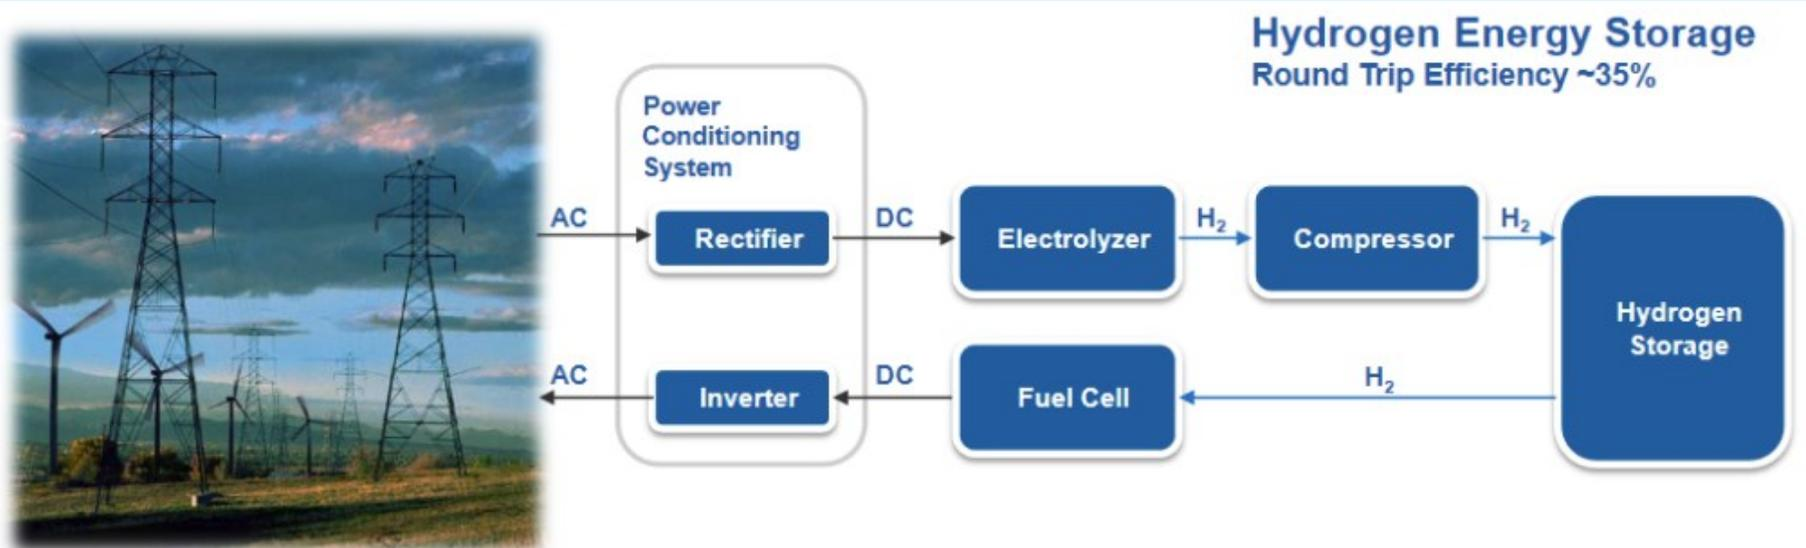 Hydrogen Energy Storage
Round Trip Efficiency ~35%
Power
Conditioning
System
AC
Rectifier
DC
Electrolyzer
H₂
Compressor
H₂
Hydrogen
Storage
AC
Inverter
DC
Fuel Cell
H₂